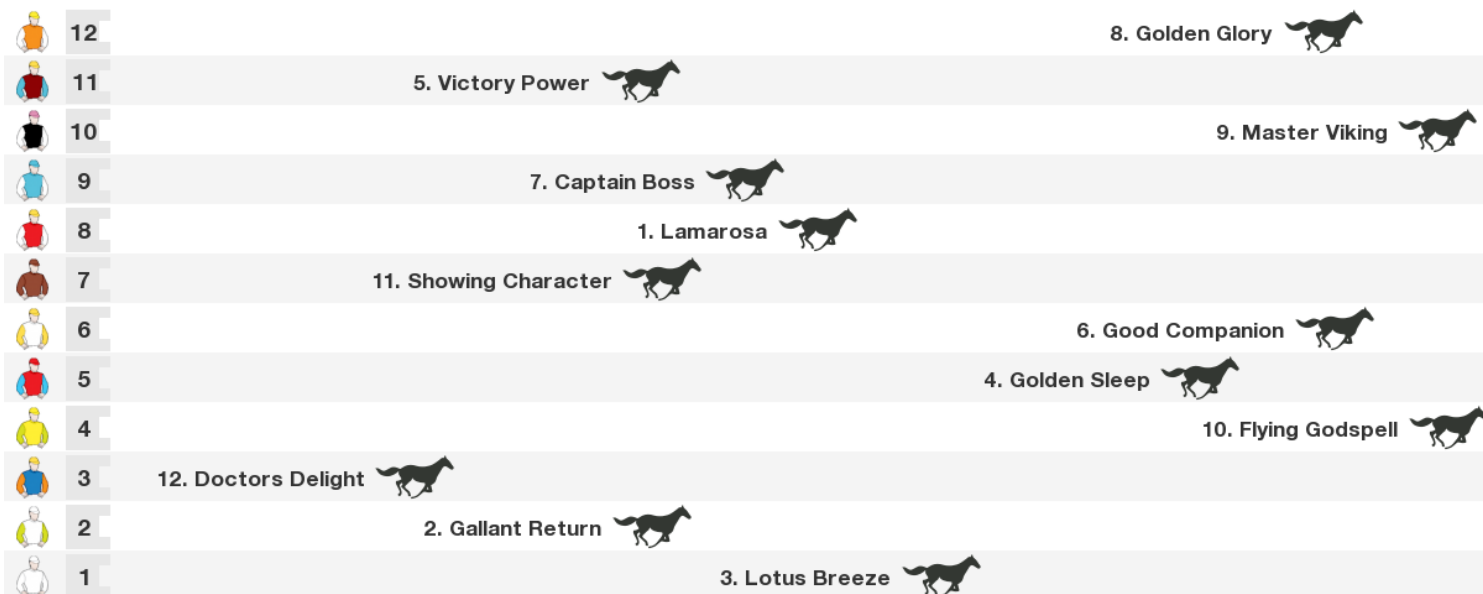 12 8. Golden Glory
11 5. Victory Power
10 9. Master Viking
9 7. Captain Boss
8 1. Lamarosa
7 11. Showing Character
6 6. Good Companion
5 4. Golden Sleep
4 10. Flying Godspell
3 12. Doctors Delight
2 2. Gallant Return
1 3. Lotus Breeze